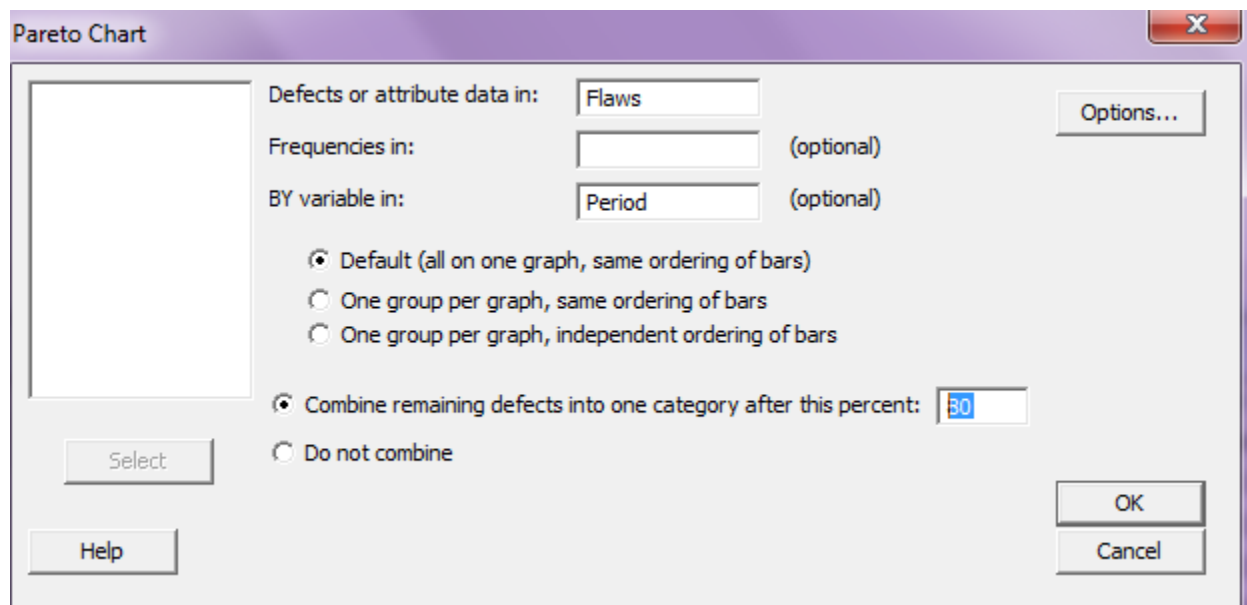 Pareto Chart
Defects or attribute data in: Flaws
Options...
Frequencies in: (optional)
BY variable in: Period (optional)
Default (all on one graph, same ordering of bars)
One group per graph, same ordering of bars
One group per graph, independent ordering of bars
Combine remaining defects into one category after this percent: 80
Select
Do not combine
OK
Help
Cancel